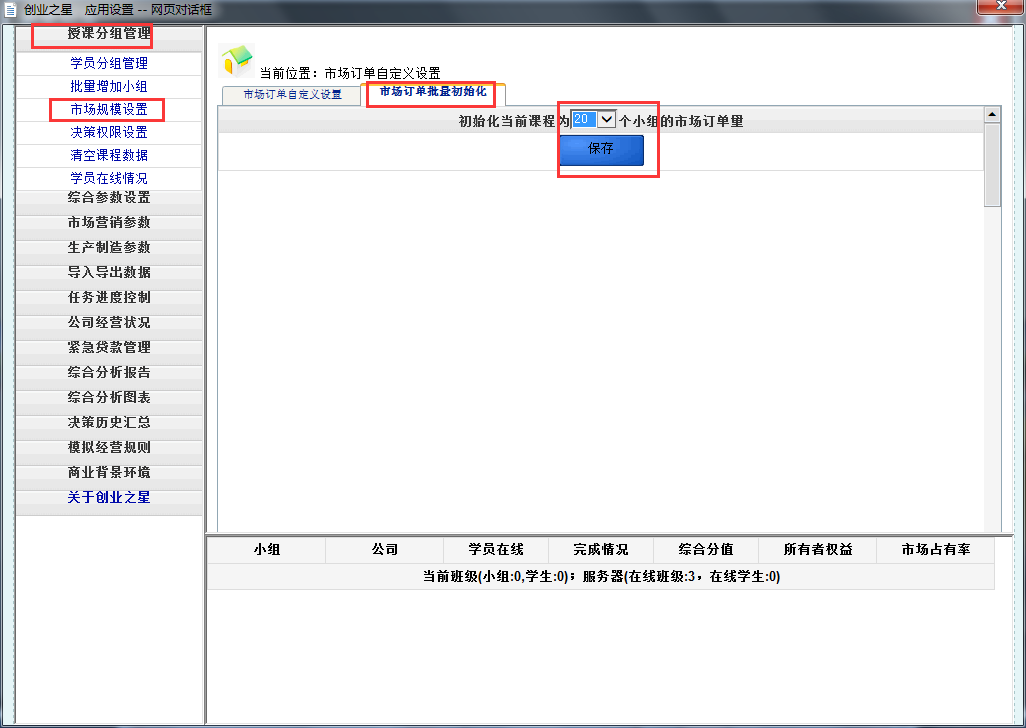 创业之星 应用设置 -- 网页对话框
授课分组管理
学员分组管理
批量增加小组
市场规模设置
决策权限设置
清空课程数据
学员在线情况
综合参数设置
市场营销参数
生产制造参数
导入导出数据
任务进度控制
公司经营状况
紧急贷款管理
综合分析报告
综合分析图表
决策历史汇总
模拟经营规则
商业背景环境
关于创业之星
当前位置：市场订单自定义设置
市场订单自定义设置 市场订单批量初始化
初始化当前课程为 20 个小组的市场订单量
保存
小组 公司 学员在线 完成情况 综合分值 所有者权益 市场占有率
当前班级(小组:0,学生:0)；服务器(在线班级:3，在线学生:0)